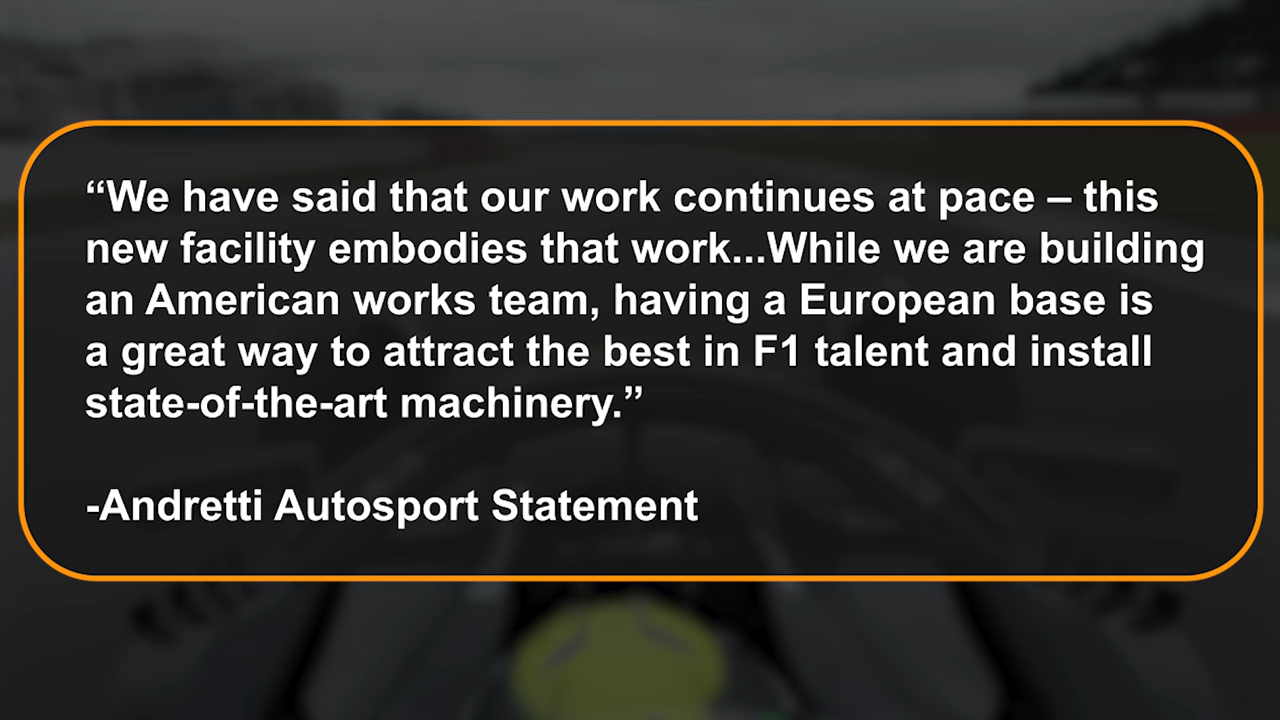 “We have said that our work continues at pace – this
new facility embodies that work...While we are building
an American works team, having a European base is
a great way to attract the best in F1 talent and install
state-of-the-art machinery.”
-Andretti Autosport Statement